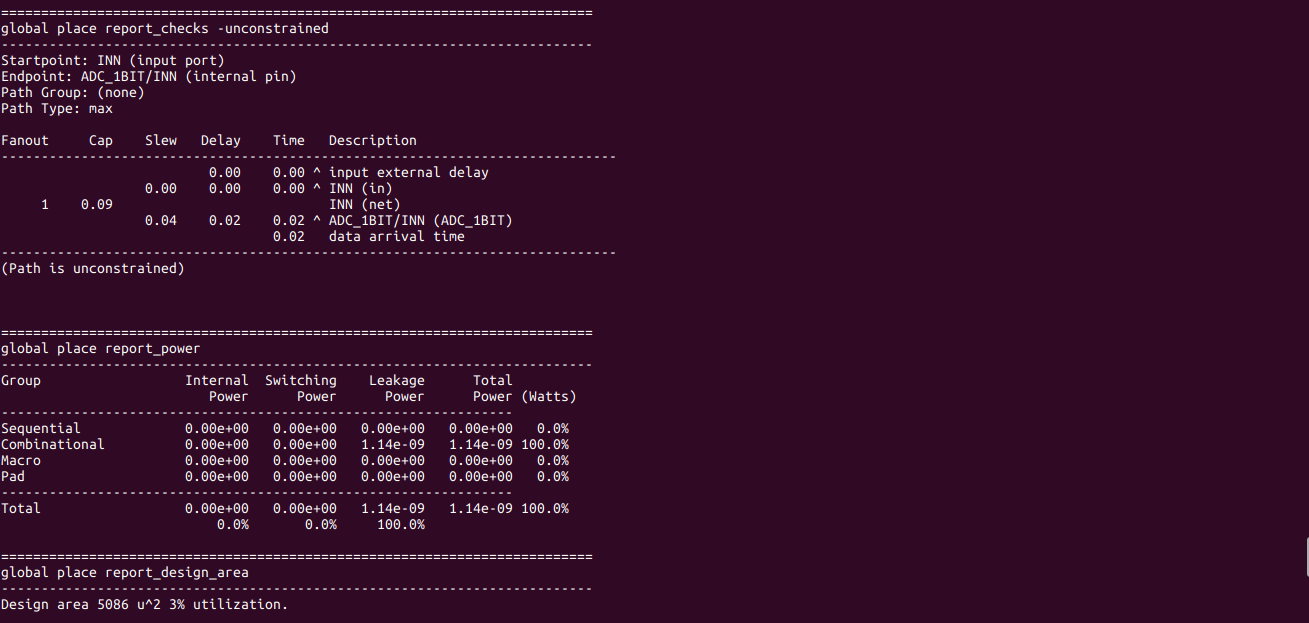 ==========================================================================
global place report_checks -unconstrained
--------------------------------------------------------------------------
Startpoint: INN (input port)
Endpoint: ADC_1BIT/INN (internal pin)
Path Group: (none)
Path Type: max
Fanout     Cap    Slew   Delay    Time   Description
-----------------------------------------------------------------------------
                          0.00    0.00 ^ input external delay
                  0.00    0.00    0.00 ^ INN (in)
     1    0.09                           INN (net)
                  0.04    0.02    0.02 ^ ADC_1BIT/INN (ADC_1BIT)
                                  0.02   data arrival time
-----------------------------------------------------------------------------
(Path is unconstrained)
==========================================================================
global place report_power
--------------------------------------------------------------------------
Group                  Internal  Switching    Leakage      Total
                          Power      Power      Power      Power (Watts)
----------------------------------------------------------------
Sequential             0.00e+00   0.00e+00   0.00e+00   0.00e+00   0.0%
Combinational          0.00e+00   0.00e+00   1.14e-09   1.14e-09 100.0%
Macro                  0.00e+00   0.00e+00   0.00e+00   0.00e+00   0.0%
Pad                    0.00e+00   0.00e+00   0.00e+00   0.00e+00   0.0%
----------------------------------------------------------------
Total                  0.00e+00   0.00e+00   1.14e-09   1.14e-09 100.0%
                           0.0%       0.0%     100.0%
==========================================================================
global place report_design_area
--------------------------------------------------------------------------
Design area 5086 u^2 3% utilization.